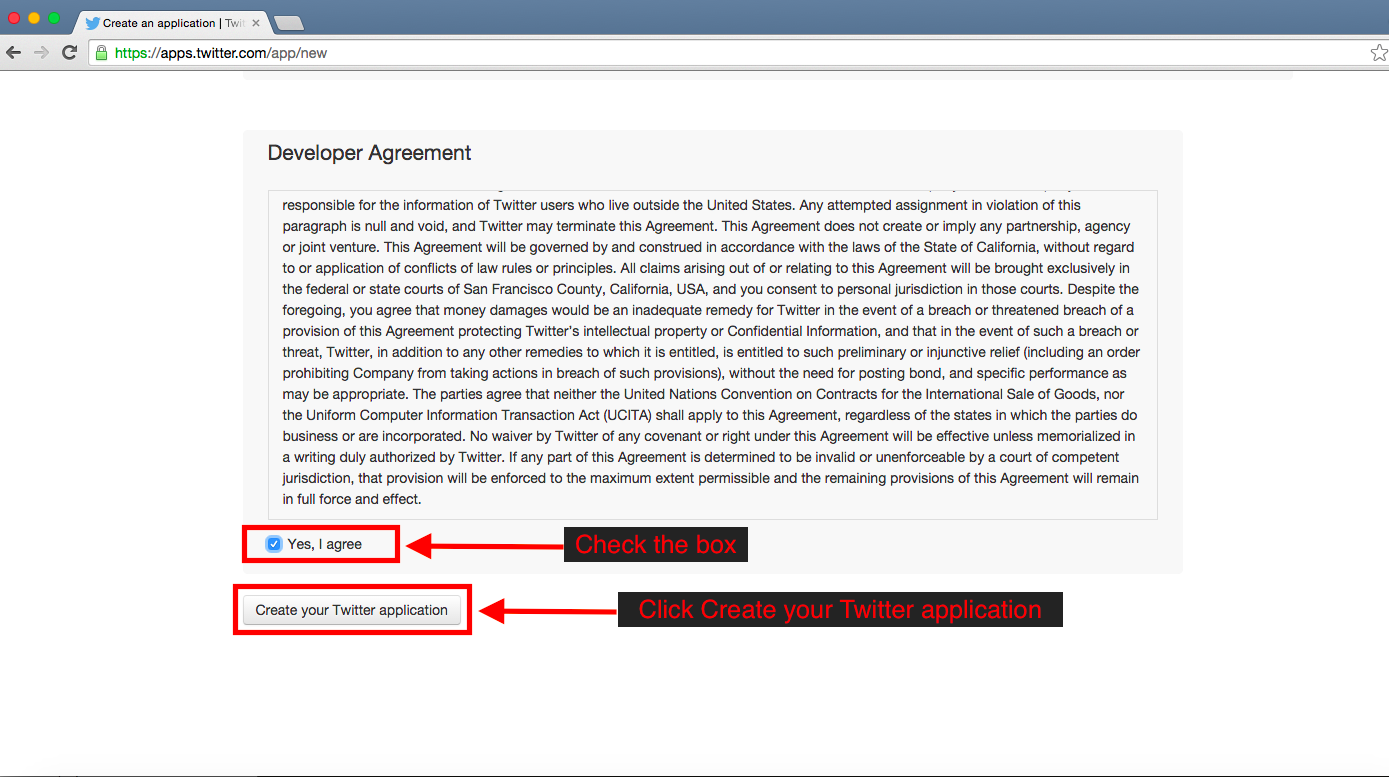 Create an application | Twit
https://apps.twitter.com/app/new
Developer Agreement
responsible for the information of Twitter users who live outside the United States. Any attempted assignment in violation of this
paragraph is null and void, and Twitter may terminate this Agreement. This Agreement does not create or imply any partnership, agency
or joint venture. This Agreement will be governed by and construed in accordance with the laws of the State of California, without regard
to or application of conflicts of law rules or principles. All claims arising out of or relating to this Agreement will be brought exclusively in
the federal or state courts of San Francisco County, California, USA, and you consent to personal jurisdiction in those courts. Despite the
foregoing, you agree that money damages would be an inadequate remedy for Twitter in the event of a breach or threatened breach of a
provision of this Agreement protecting Twitter's intellectual property or Confidential Information, and that in the event of such a breach or
threat, Twitter, in addition to any other remedies to which it is entitled, is entitled to such preliminary or injunctive relief (including an order
prohibiting Company from taking actions in breach of such provisions), without the need for posting bond, and specific performance as
may be appropriate. The parties agree that neither the United Nations Convention on Contracts for the International Sale of Goods, nor
the Uniform Computer Information Transaction Act (UCITA) shall apply to this Agreement, regardless of the states in which the parties do
business or are incorporated. No waiver by Twitter of any covenant or right under this Agreement will be effective unless memorialized in
a writing duly authorized by Twitter. If any part of this Agreement is determined to be invalid or unenforceable by a court of competent
jurisdiction, that provision will be enforced to the maximum extent permissible and the remaining provisions of this Agreement will remain
in full force and effect.
Yes, I agree
Check the box
Create your Twitter application
Click Create your Twitter application